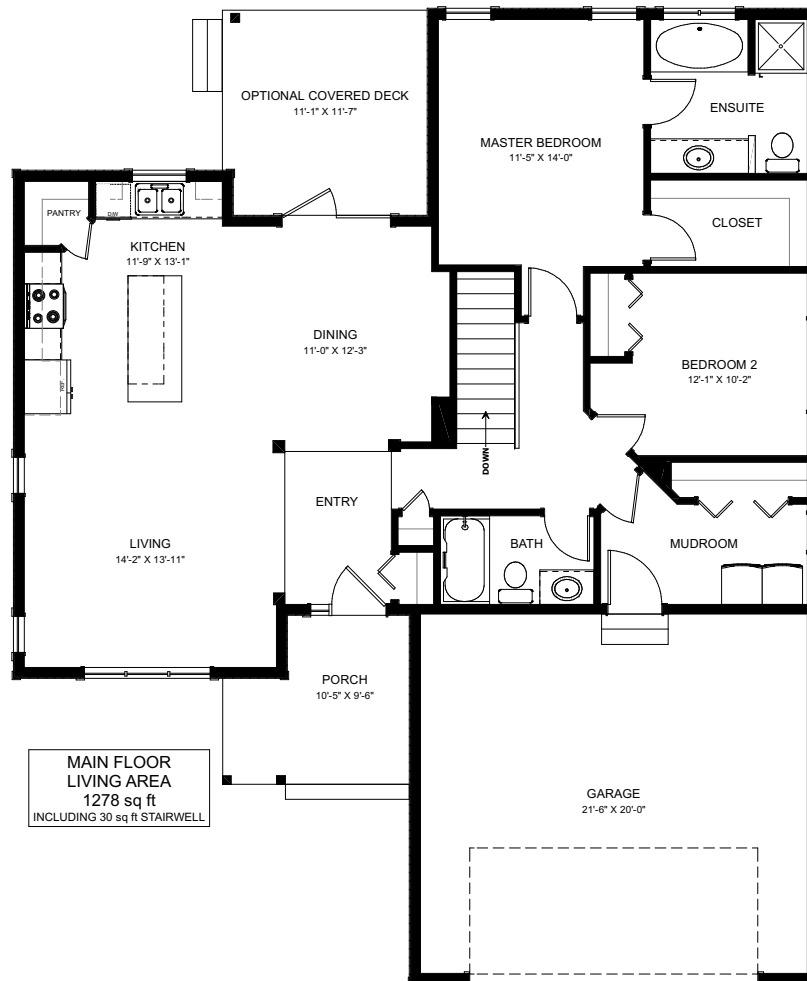 OPTIONAL COVERED DECK
11'-1" X 11'-7"
MASTER BEDROOM
11'-5" X 14'-0"
ENSUITE
PANTRY
D/W
CLOSET
KITCHEN
11'-9" X 13'-1"
DINING
11'-0" X 12'-3"
BEDROOM 2
12'-1" X 10'-2"
REF.
DOWN
ENTRY
LIVING
14'-2" X 13'-11"
BATH
MUDROOM
PORCH
10'-5" X 9'-6"
MAIN FLOOR
LIVING AREA
1278 sq ft
INCLUDING 30 sq ft STAIRWELL
GARAGE
21'-6" X 20'-0"